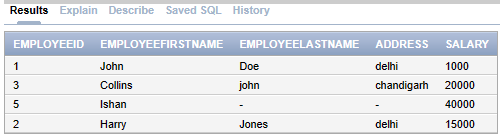 Results Explain Describe Saved SQL History
EMPLOYEEID EMPLOYEEFIRSTNAME EMPLOYEELASTNAME ADDRESS SALARY
1 John Doe delhi 1000
3 Collins john chandigarh 20000
5 Ishan - - 40000
2 Harry Jones delhi 15000